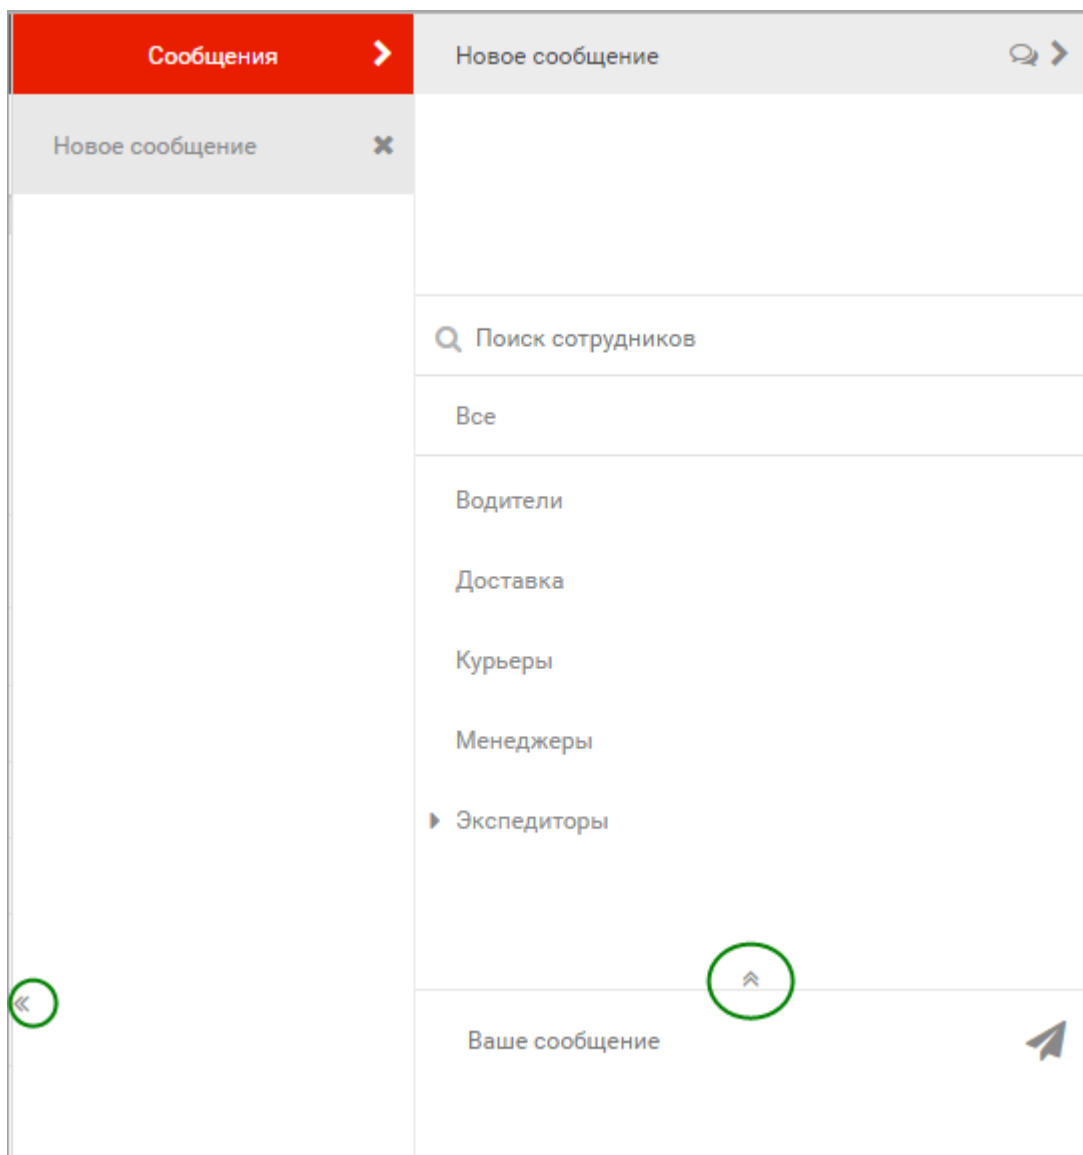 Сообщения
Новое сообщение
Новое сообщение
Поиск сотрудников
Все
Водители
Доставка
Курьеры
Менеджеры
Экспедиторы
Ваше сообщение